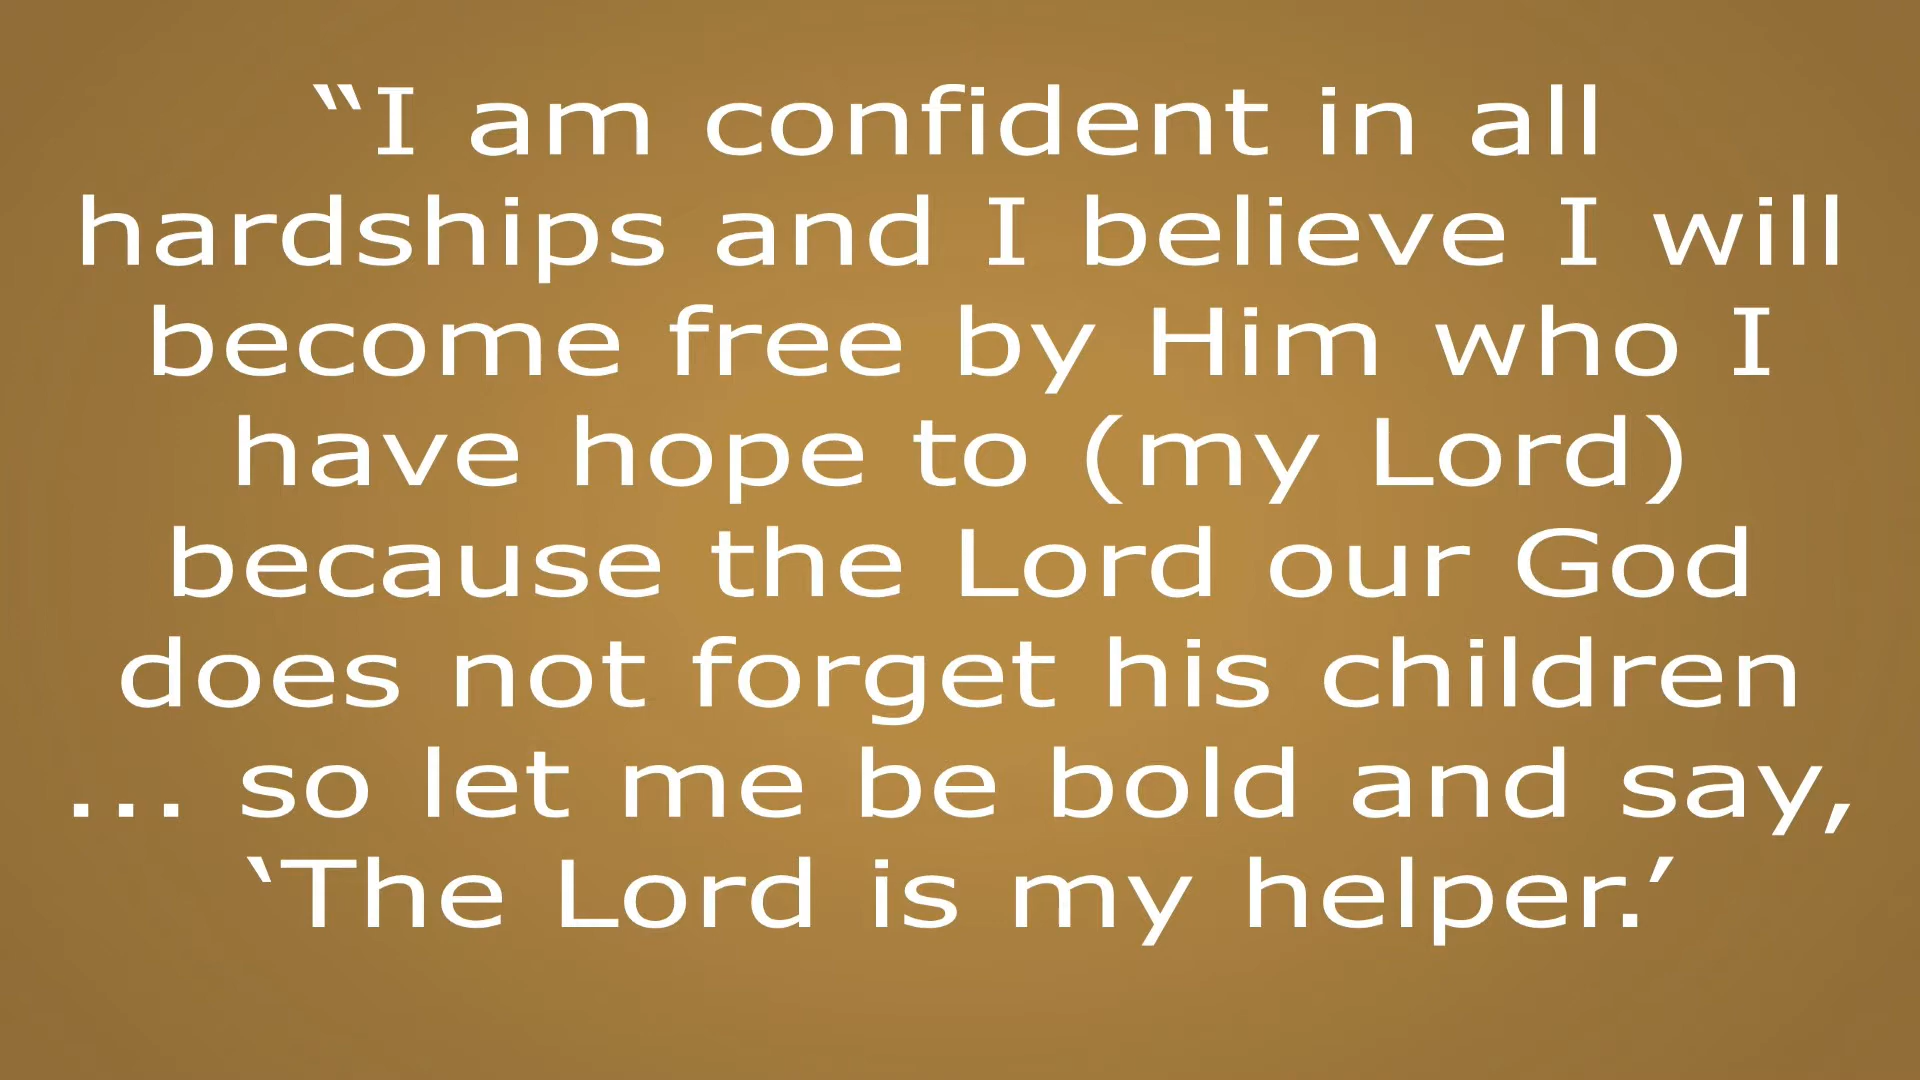 “I am confident in all
hardships and I believe I will
become free by Him who I
have hope to (my Lord)
because the Lord our God
does not forget his children
... so let me be bold and say,
‘The Lord is my helper.’